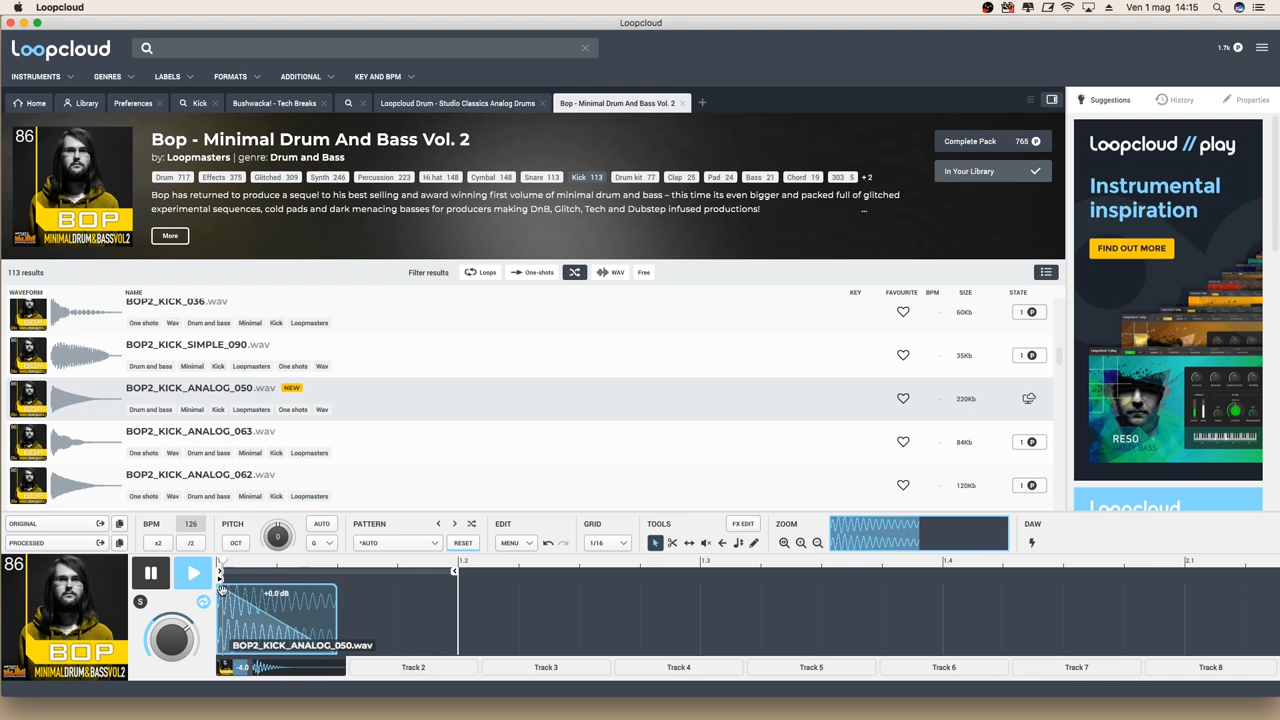 Loopcloud
Ven 1 mag 14:15
Loopcloud
Loopcloud
1.7k P
INSTRUMENTS GENRES LABELS FORMATS ADDITIONAL KEY AND BPM
Home Library Preferences Kick Bushwacka! - Tech Breaks Loopcloud Drum - Studio Classics Analog Drums Bop - Minimal Drum And Bass Vol. 2
Suggestions History Properties
86
BOP
MINIMALDRUM&BASSVOL2
Bop - Minimal Drum And Bass Vol. 2
by: Loopmasters | genre: Drum and Bass
Drum 717 Effects 375 Glitched 309 Synth 246 Percussion 223 Hi hat 148 Cymbal 148 Snare 113 Kick 113 Drum kit 77 Clap 25 Pad 24 Bass 21 Chord 19 303 5 + 2
Bop has returned to produce a sequel to his best selling and award winning first volume of minimal drum and bass – this time its even bigger and packed full of glitched
experimental sequences, cold pads and dark menacing basses for producers making DnB, Glitch, Tech and Dubstep infused productions! ...
More
Complete Pack 765 P
In Your Library
Loopcloud // play
Instrumental
inspiration
FIND OUT MORE
RESO
113 results
Filter results Loops One-shots WAV Free
WAVEFORM NAME KEY FAVOURITE BPM SIZE STATE
BOP2_KICK_036.wav
One shots Wav Drum and bass Minimal Kick Loopmasters
- 60Kb 1 P
BOP2_KICK_SIMPLE_090.wav
Drum and bass Minimal Kick Loopmasters One shots Wav
- 35Kb 1 P
BOP2_KICK_ANALOG_050.wav NEW
Drum and bass Minimal Kick Loopmasters One shots Wav
- 220Kb
BOP2_KICK_ANALOG_063.wav
One shots Wav Drum and bass Minimal Kick Loopmasters
- 84Kb 1 P
BOP2_KICK_ANALOG_062.wav
One shots Wav Drum and bass Minimal Kick Loopmasters
- 120Kb 1 P
ORIGINAL BPM 126 PITCH 0 AUTO PATTERN EDIT GRID TOOLS FX EDIT ZOOM DAW
PROCESSED x2 /2 OCT G *AUTO RESET MENU 1/16
1.2 1.3 1.4 2.1
86
BOP
MINIMALDRUM&BASSVOL2
S
+0.0 dB
BOP2_KICK_ANALOG_050.wav
-4.0
Track 2 Track 3 Track 4 Track 5 Track 6 Track 7 Track 8